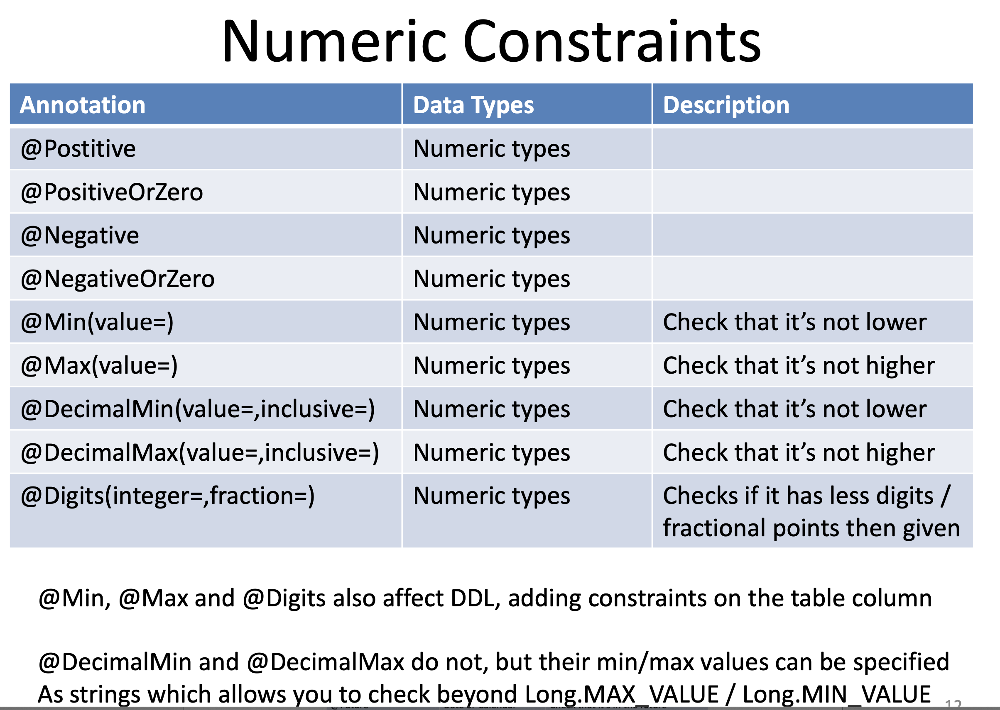 Numeric Constraints
Annotation Data Types Description
@Postitive Numeric types
@PositiveOrZero Numeric types
@Negative Numeric types
@NegativeOrZero Numeric types
@Min(value=) Numeric types Check that it’s not lower
@Max(value=) Numeric types Check that it’s not higher
@DecimalMin(value=,inclusive=) Numeric types Check that it’s not lower
@DecimalMax(value=,inclusive=) Numeric types Check that it’s not higher
@Digits(integer=,fraction=) Numeric types Checks if it has less digits /
fractional points then given
@Min, @Max and @Digits also affect DDL, adding constraints on the table column
@DecimalMin and @DecimalMax do not, but their min/max values can be specified
As strings which allows you to check beyond Long.MAX_VALUE / Long.MIN_VALUE
12